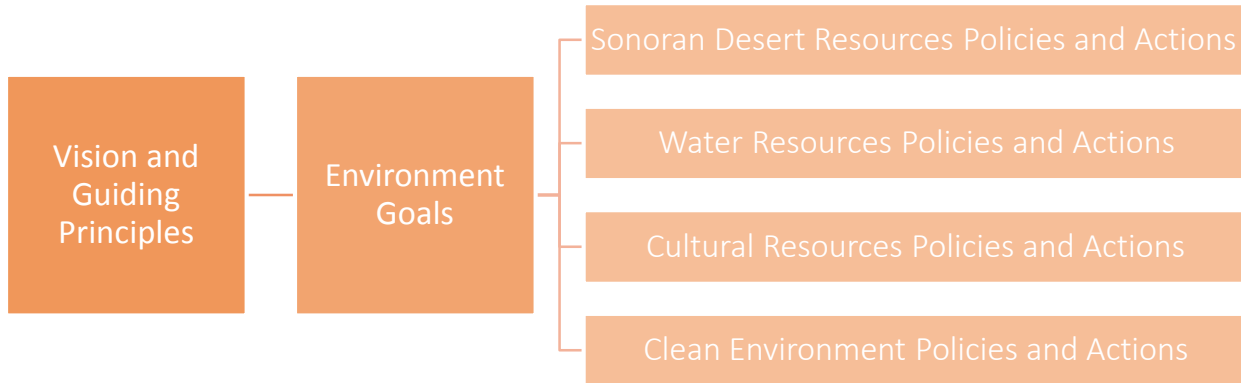 Vision and
Guiding
Principles
Environment
Goals
Sonoran Desert Resources Policies and Actions
Water Resources Policies and Actions
Cultural Resources Policies and Actions
Clean Environment Policies and Actions